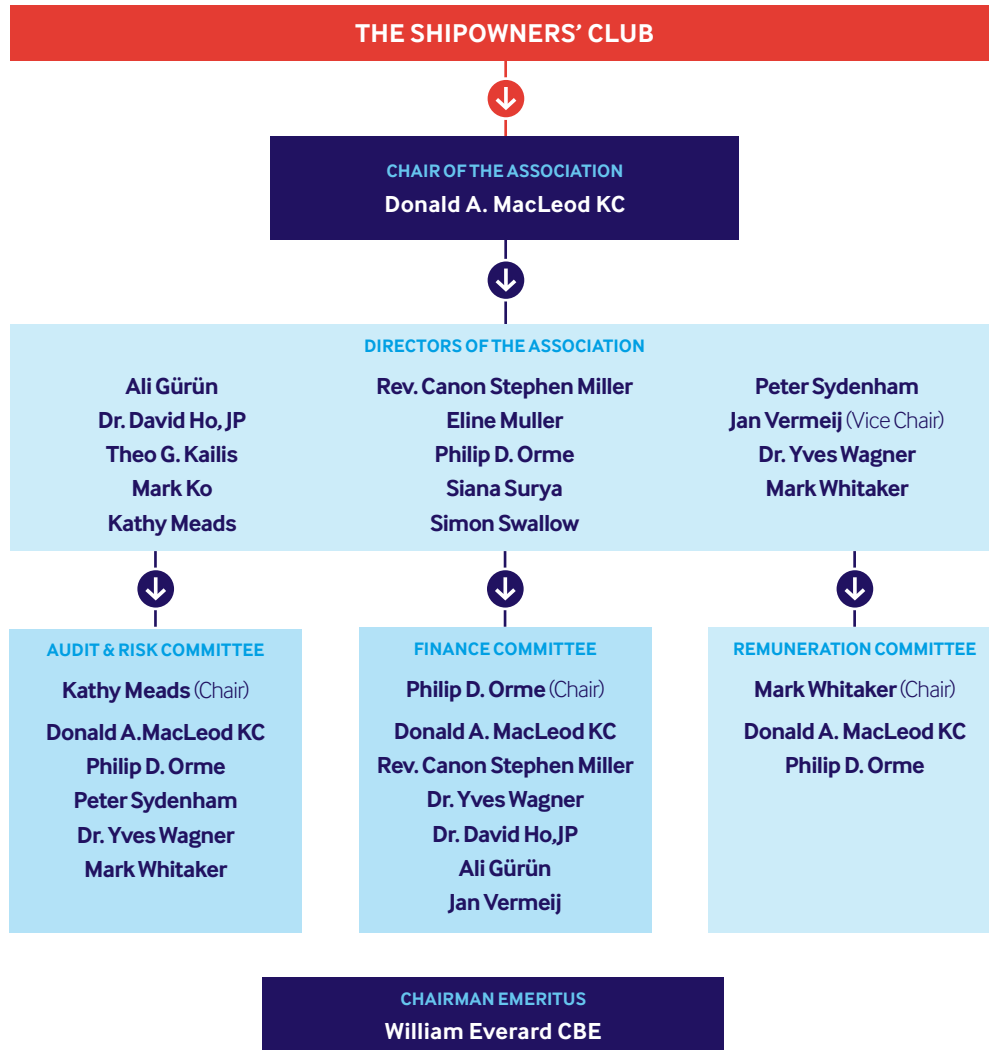 THE SHIPOWNERS’ CLUB
CHAIR OF THE ASSOCIATION
Donald A. MacLeod KC
DIRECTORS OF THE ASSOCIATION
Ali Gürün
Dr. David Ho, JP
Theo G. Kailis
Mark Ko
Kathy Meads
Rev. Canon Stephen Miller
Eline Muller
Philip D. Orme
Siana Surya
Simon Swallow
Peter Sydenham
Jan Vermeij (Vice Chair)
Dr. Yves Wagner
Mark Whitaker
AUDIT & RISK COMMITTEE
Kathy Meads (Chair)
Donald A.MacLeod KC
Philip D. Orme
Peter Sydenham
Dr. Yves Wagner
Mark Whitaker
FINANCE COMMITTEE
Philip D. Orme (Chair)
Donald A. MacLeod KC
Rev. Canon Stephen Miller
Dr. Yves Wagner
Dr. David Ho,JP
Ali Gürün
Jan Vermeij
REMUNERATION COMMITTEE
Mark Whitaker (Chair)
Donald A. MacLeod KC
Philip D. Orme
CHAIRMAN EMERITUS
William Everard CBE